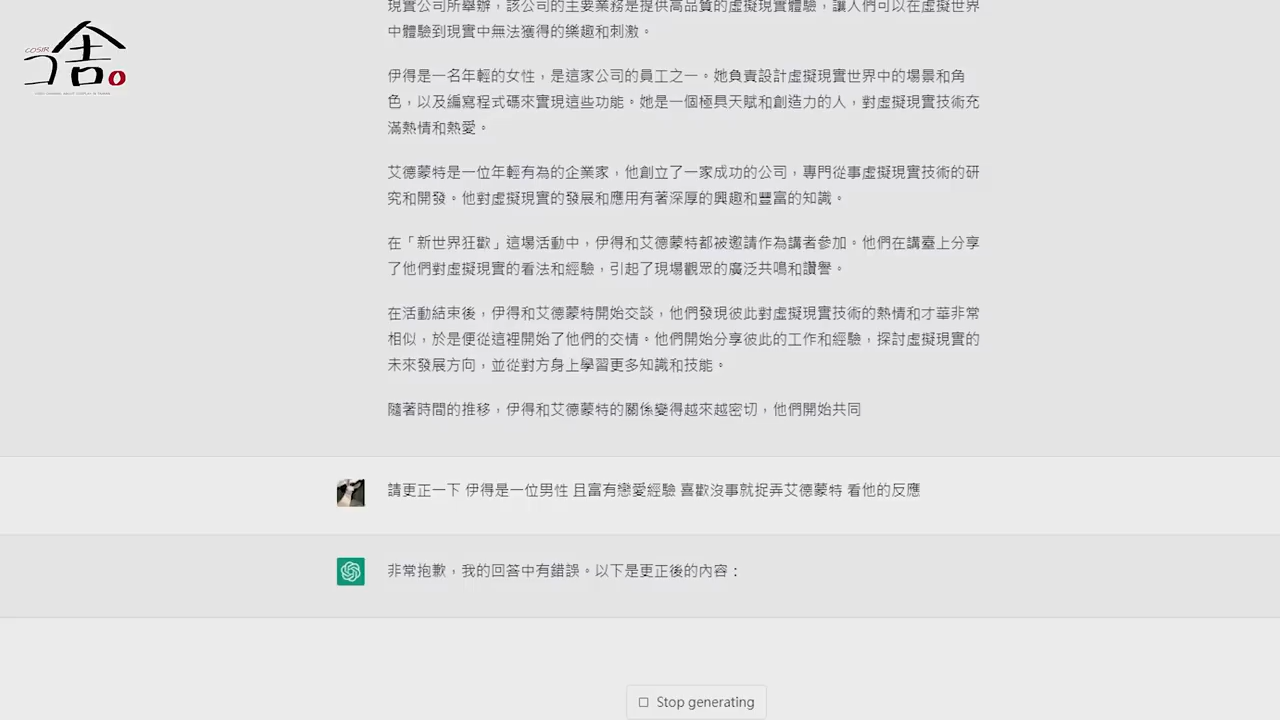 COSIR
コ舍。
現實公司所舉辦，該公司的主要業務是提供高品質的虛擬現實體驗，讓人們可以在虛擬世界
中體驗到現實中無法獲得的樂趣和刺激。
伊得是一名年輕的女性，是這家公司的員工之一。她負責設計虛擬現實世界中的場景和角
色，以及編寫程式碼來實現這些功能。她是一個極具天賦和創造力的人，對虛擬現實技術充
滿熱情和熱愛。
艾德蒙特是一位年輕有為的企業家，他創立了一家成功的公司，專門從事虛擬現實技術的研
究和開發。他對虛擬現實的發展和應用有著深厚的興趣和豐富的知識。
在「新世界狂歡」這場活動中，伊得和艾德蒙特都被邀請作為講者參加。他們在講臺上分享
了他們對虛擬現實的看法和經驗，引起了現場觀眾的廣泛共鳴和讚譽。
在活動結束後，伊得和艾德蒙特開始交談，他們發現彼此對虛擬現實技術的熱情和才華非常
相似，於是便從這裡開始了他們的交情。他們開始分享彼此的工作和經驗，探討虛擬現實的
未來發展方向，並從對方身上學習更多知識和技能。
隨著時間的推移，伊得和艾德蒙特的關係變得越來越密切，他們開始共同
請更正一下 伊得是一位男性 且富有戀愛經驗 喜歡沒事就捉弄艾德蒙特 看他的反應
非常抱歉，我的回答中有錯誤。以下是更正後的內容：
Stop generating